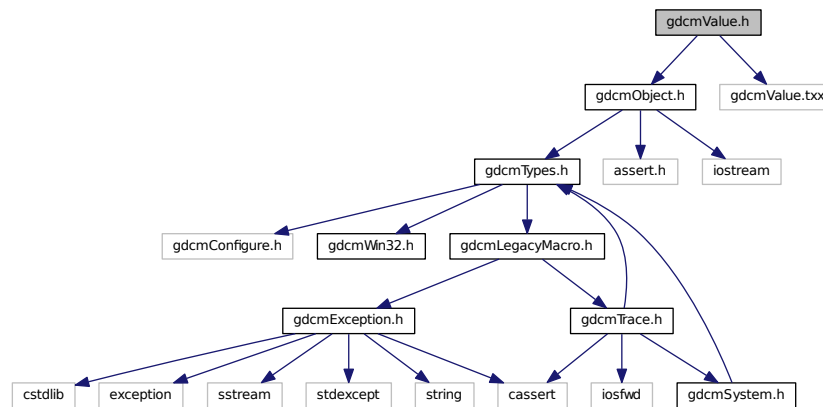 gdcmValue.h
gdcmObject.h
gdcmValue.txx
gdcmTypes.h
assert.h
iostream
gdcmConfigure.h
gdcmWin32.h
gdcmLegacyMacro.h
gdcmException.h
gdcmTrace.h
cstdlib
exception
sstream
stdexcept
string
cassert
iosfwd
gdcmSystem.h